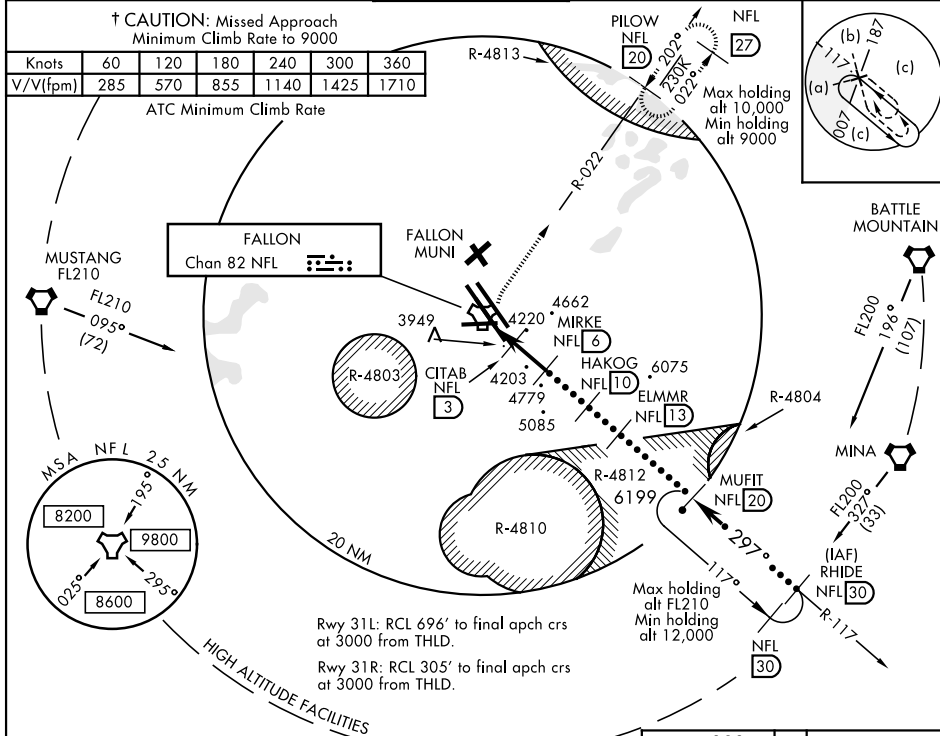 † CAUTION: Missed Approach
Minimum Climb Rate to 9000
Knots 60 120 180 240 300 360
V/V(fpm) 285 570 855 1140 1425 1710
ATC Minimum Climb Rate
R-4813
PILOW
NFL
20
NFL
27
202°
230K
022°
Max holding
alt 10,000
Min holding
alt 9000
(b)
187
117
(a)
(c)
007
(c)
R-022
FALLON
Chan 82 NFL
FALLON
MUNI
MUSTANG
FL210
FL210
095°
(72)
BATTLE
MOUNTAIN
FL200
196°
(107)
3949
4220
4662
MIRKE
NFL 6
R-4803
CITAB
NFL
3
4203
4779
5085
HAKOG
NFL 10
6075
ELMMR
NFL 13
R-4804
MINA
FL200
327°
(33)
R-4812
6199
MUFIT
NFL 20
R-4810
MSA NFL 25 NM
195°
8200
9800
025°
295°
8600
20 NM
297°
117°
(IAF)
RHIDE
NFL 30
R-117
Max holding
alt FL210
Min holding
alt 12,000
NFL
30
Rwy 31L: RCL 696' to final apch crs
at 3000 from THLD.
Rwy 31R: RCL 305' to final apch crs
at 3000 from THLD.
HIGH ALTITUDE FACILITIES